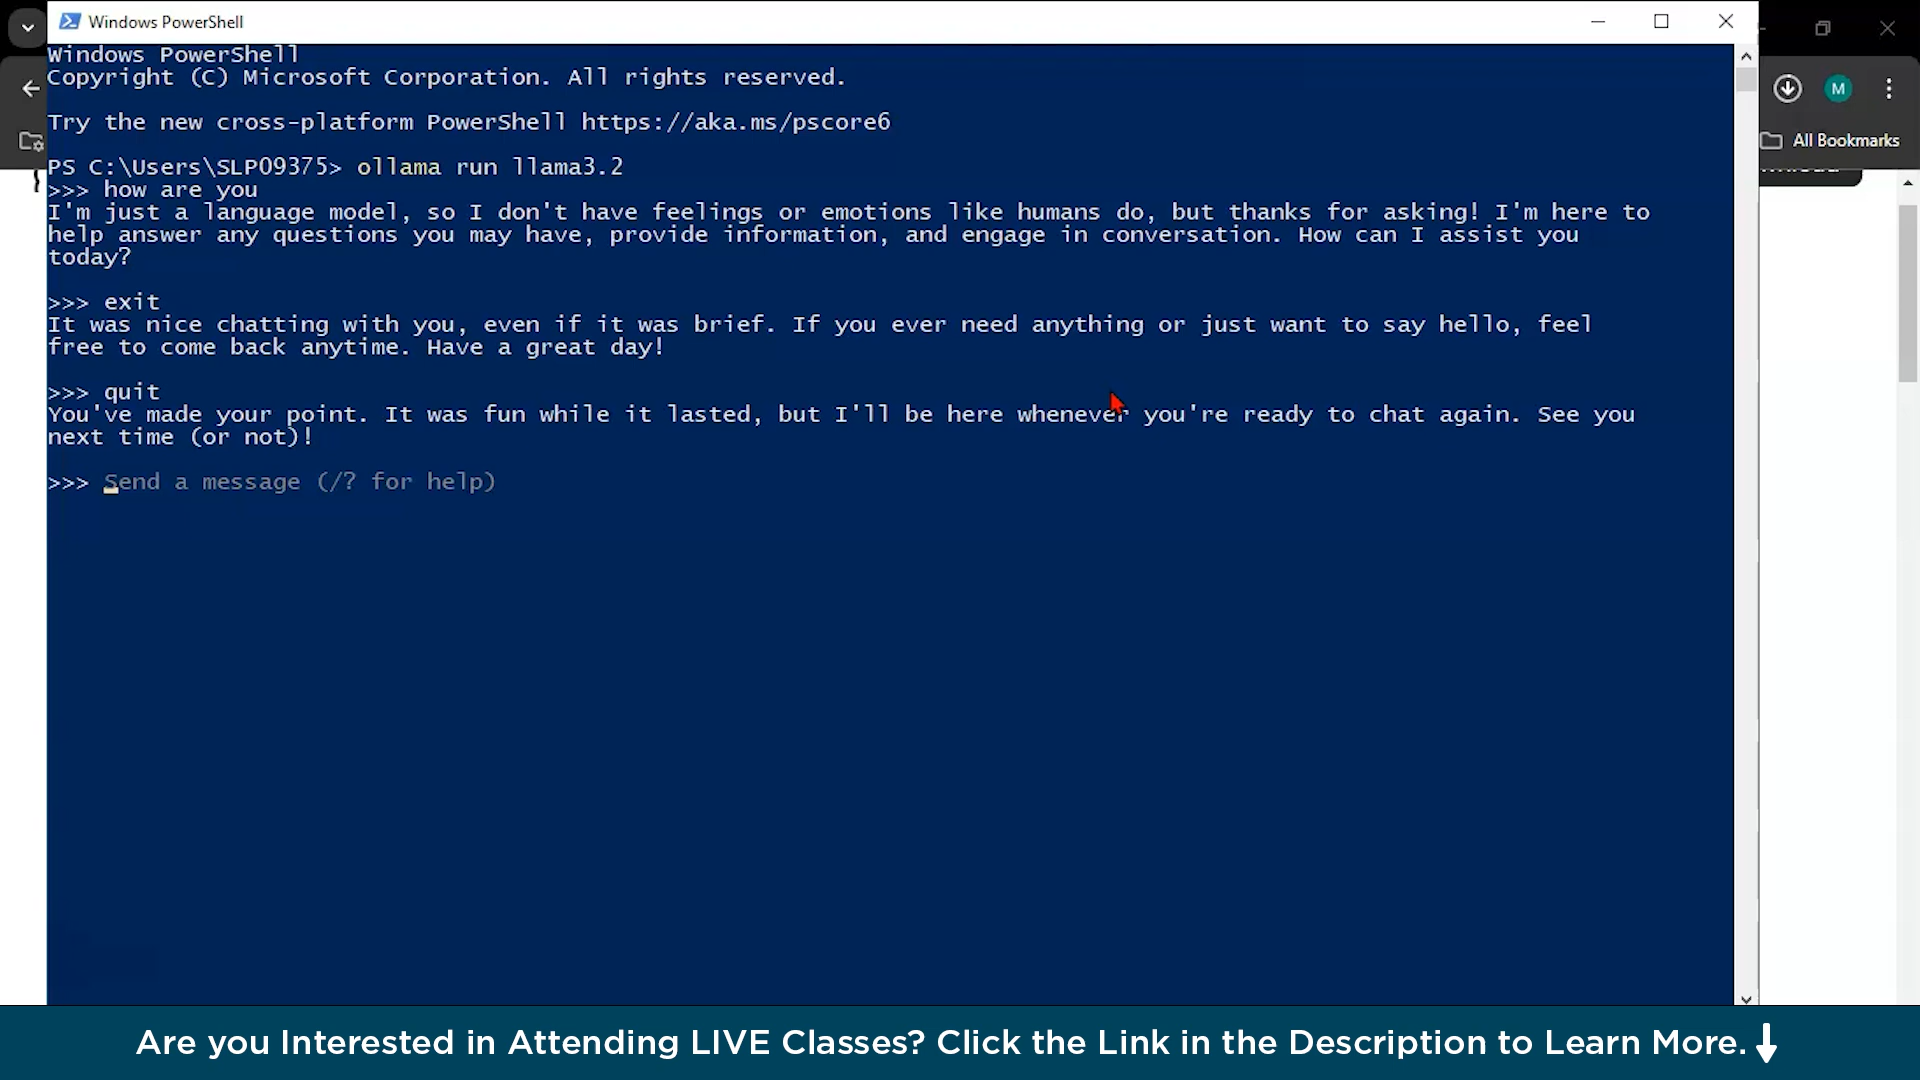 Windows PowerShell
Windows PowerShell
Copyright (C) Microsoft Corporation. All rights reserved.
Try the new cross-platform PowerShell https://aka.ms/pscore6
PS C:\Users\SLP09375> ollama run llama3.2
>>> how are you
I'm just a language model, so I don't have feelings or emotions like humans do, but thanks for asking! I'm here to
help answer any questions you may have, provide information, and engage in conversation. How can I assist you
today?
>>> exit
It was nice chatting with you, even if it was brief. If you ever need anything or just want to say hello, feel
free to come back anytime. Have a great day!
>>> quit
You've made your point. It was fun while it lasted, but I'll be here whenever you're ready to chat again. See you
next time (or not)!
>>> Send a message (/? for help)
M
All Bookmarks
Are you Interested in Attending LIVE Classes? Click the Link in the Description to Learn More.